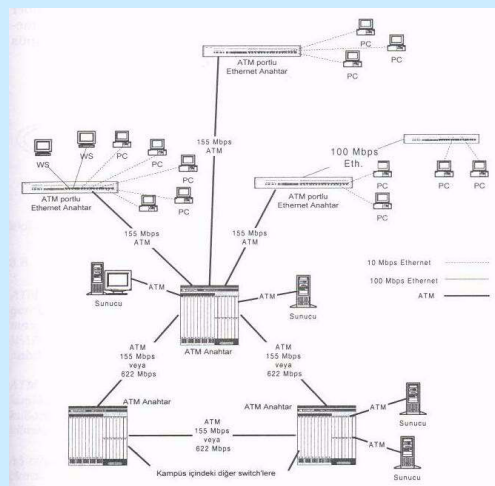 PC
PC
PC
PC
ATM portlu
Ethernet Anahtar
155 Mbps
ATM
100 Mbps
Eth.
WS
WS
PC
PC
PC
PC
PC
ATM portlu
Ethernet Anahtar
PC
PC
ATM portlu
Ethernet Anahtar
PC
PC
155 Mbps
ATM
155 Mbps
ATM
10 Mbps Ethernet
100 Mbps Ethernet
ATM
Sunucu
ATM
ATM
Sunucu
ATM Anahtar
ATM
155 Mbps
veya
622 Mbps
ATM
155 Mbps
veya
622 Mbps
ATM Anahtar
ATM Anahtar
ATM
Sunucu
ATM
155 Mbps
veya
622 Mbps
ATM
Sunucu
Kampüs içindeki diğer switch'lere